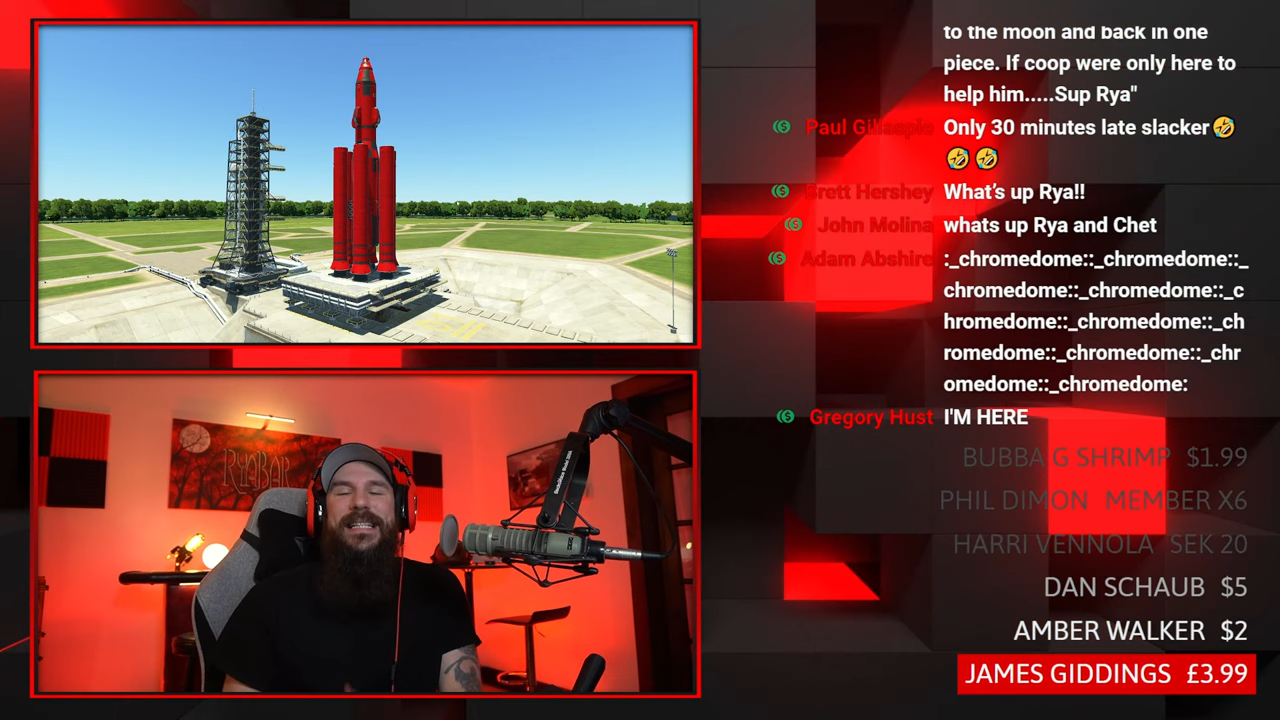 to the moon and back in one
piece. If coop were only here to
help him.....Sup Rya"
Paul Gillaspie Only 30 minutes late slacker🤣
🤣🤣
Brett Hershey What's up Rya!!
John Molina whats up Rya and Chet
Adam Abshire :_chromedome::_chromedome::_
chromedome::_chromedome::_c
hromedome::_chromedome::_ch
romedome::_chromedome::_chr
omedome::_chromedome:
Gregory Hust I'M HERE
BUBBA G SHRIMP $1.99
PHIL DIMON MEMBER X6
HARRI VENNOLA SEK 20
DAN SCHAUB $5
AMBER WALKER $2
JAMES GIDDINGS £3.99
RYABAR